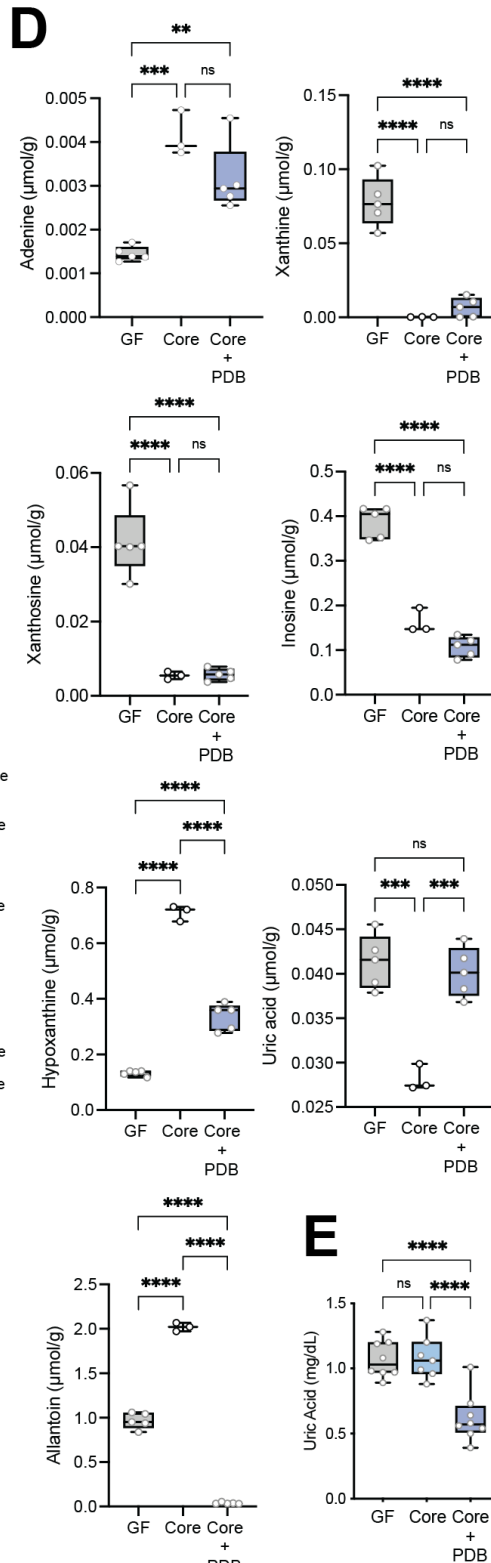 D
**
*** ns
Adenine (μmol/g)
0.005
0.004
0.003
0.002
0.001
0.000
GF Core Core
+
PDB
****
**** ns
Xanthine (μmol/g)
0.15
0.10
0.05
0.00
GF Core Core
+
PDB
****
**** ns
Xanthosine (μmol/g)
0.06
0.04
0.02
0.00
GF Core Core
+
PDB
****
**** ns
Inosine (μmol/g)
0.5
0.4
0.3
0.2
0.1
0.0
GF Core Core
+
PDB
e
e
e
e
e
****
****
****
Hypoxanthine (μmol/g)
0.8
0.6
0.4
0.2
0.0
GF Core Core
+
PDB
ns
*** ***
Uric acid (μmol/g)
0.050
0.045
0.040
0.035
0.030
0.025
GF Core Core
+
PDB
****
****
****
Allantoin (μmol/g)
2.5
2.0
1.5
1.0
0.5
0.0
GF Core Core
+
PDB
E
****
ns ****
Uric Acid (mg/dL)
1.5
1.0
0.5
0.0
GF Core Core
+
PDB